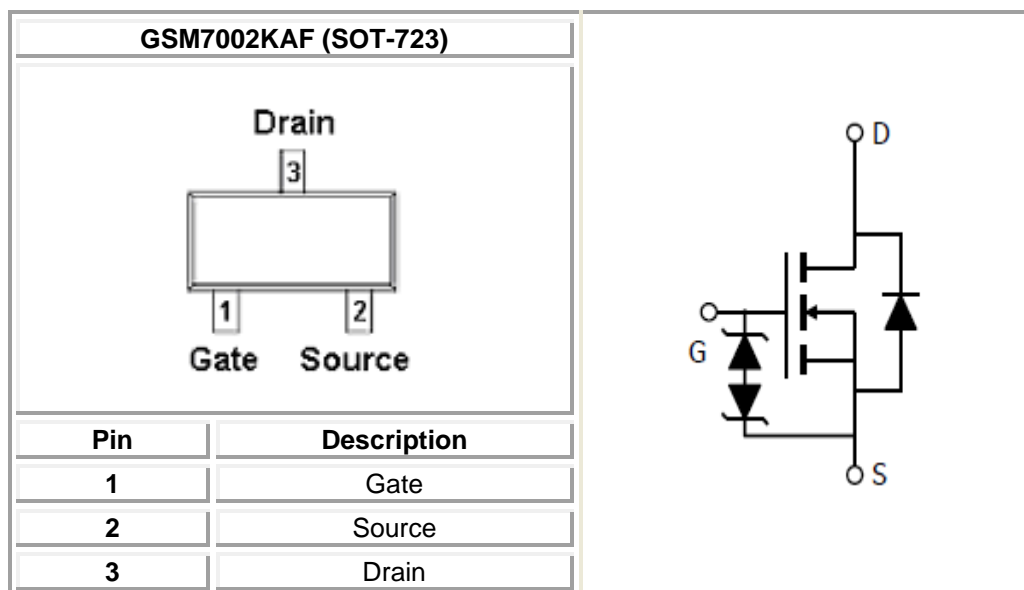 GSM7002KAF (SOT-723)
Drain
3
1 2
Gate Source
Pin Description
1 Gate
2 Source
3 Drain
D
G
S